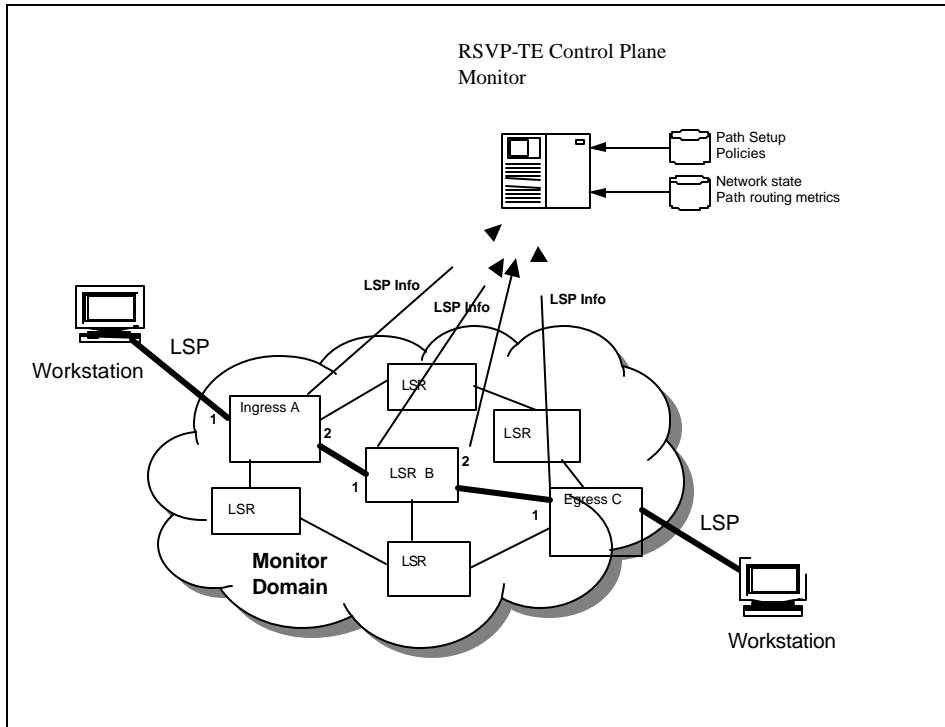 RSVP-TE Control Plane
Monitor
Path Setup
Policies
Network state
Path routing metrics
LSP Info
LSP Info
LSP Info
LSP
Workstation
LSR
Ingress A
1
2
LSR
LSR B
2
1
Egress C
LSR
1
LSP
LSR
Monitor
Domain
Workstation